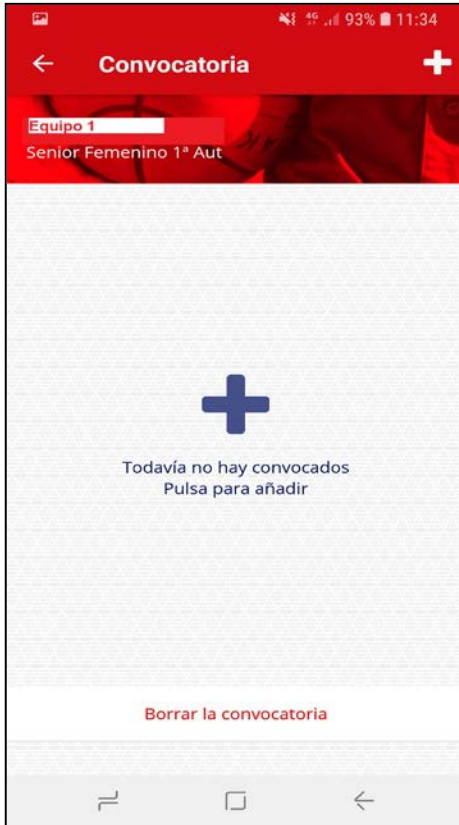 4G 93% 11:34
Convocatoria
Equipo 1
Senior Femenino 1ª Aut
Todavía no hay convocados
Pulsa para añadir
Borrar la convocatoria